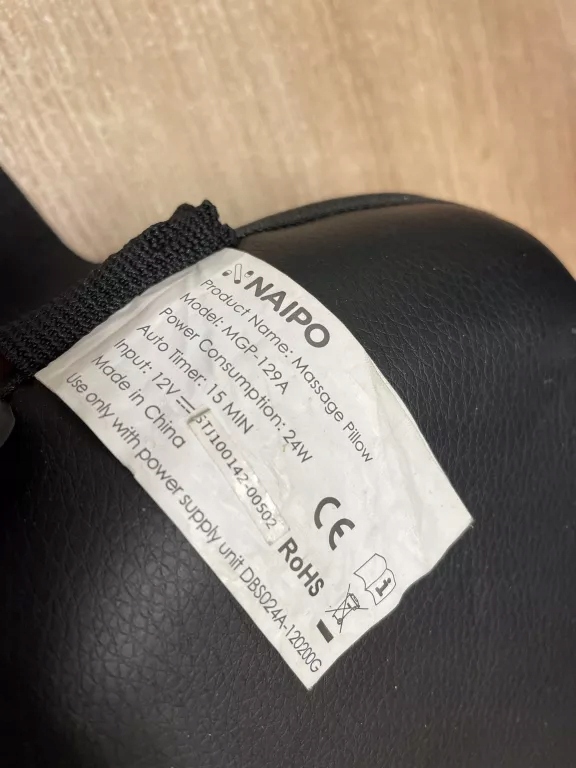 NAIPO
Product Name: Massage Pillow
Model: MGP-129A
Power Consumption: 24W
Auto Timer: 15 MIN
Input: 12V
STJ100142-00502
Made in China
Use only with power supply unit DBS024A-120200G
CE
RoHS
i